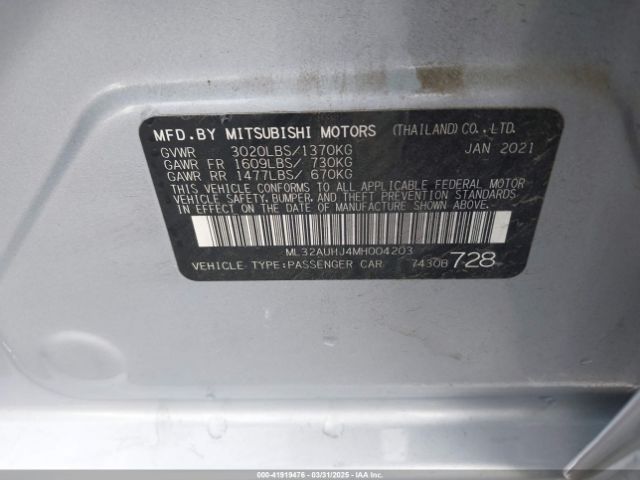 MFD. BY MITSUBISHI MOTORS (THAILAND) CO., LTD.
GVWR 3020LBS/1370KG JAN 2021
GAWR FR 1609LBS/ 730KG
GAWR RR 1477LBS/ 670KG
THIS VEHICLE CONFORMS TO ALL APPLICABLE FEDERAL MOTOR
VEHICLE SAFETY, BUMPER, AND THEFT PREVENTION STANDARDS
IN EFFECT ON THE DATE OF MANUFACTURE SHOWN ABOVE.
ML32AUHJ4MH004203
VEHICLE TYPE:PASSENGER CAR 7430B 728
000-41919476 - 03/31/2025 - IAA Inc. (ACV)